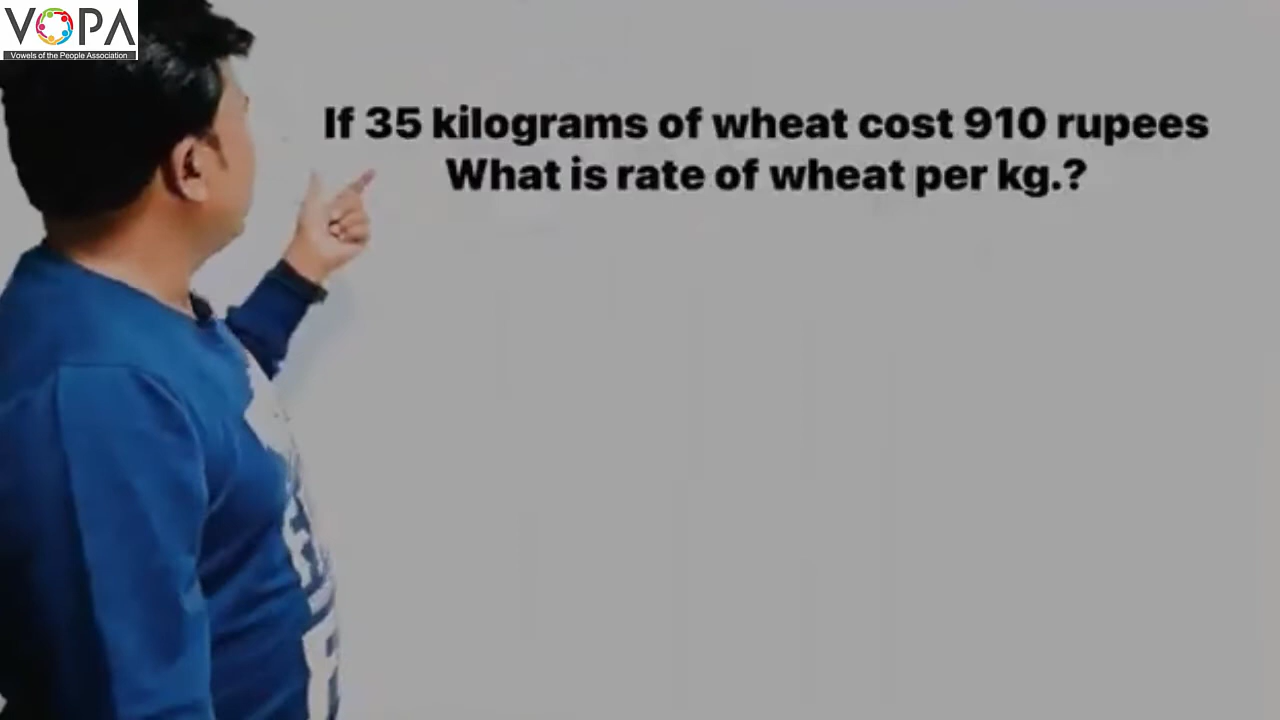 VOPA
Vowels of the People Association
If 35 kilograms of wheat cost 910 rupees
What is rate of wheat per kg.?